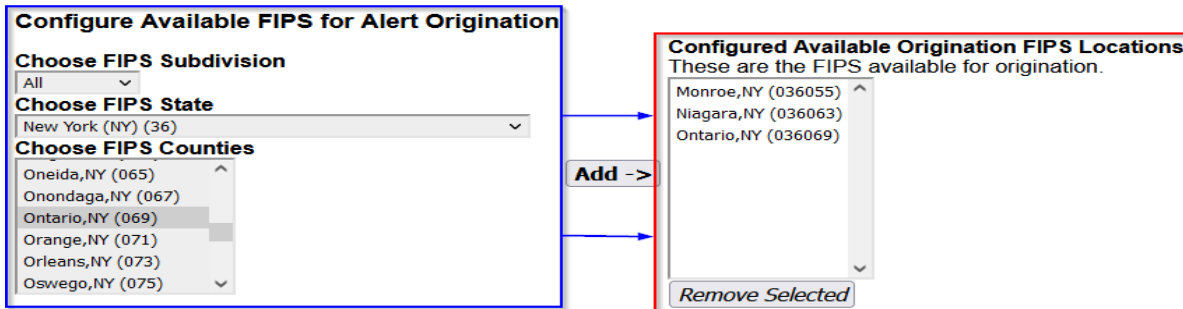 Configure Available FIPS for Alert Origination
Choose FIPS Subdivision
All
Choose FIPS State
New York (NY) (36)
Choose FIPS Counties
Oneida,NY (065)
Onondaga,NY (067)
Ontario,NY (069)
Orange,NY (071)
Orleans,NY (073)
Oswego,NY (075)
Add ->
Configured Available Origination FIPS Locations
These are the FIPS available for origination.
Monroe,NY (036055)
Niagara,NY (036063)
Ontario,NY (036069)
Remove Selected